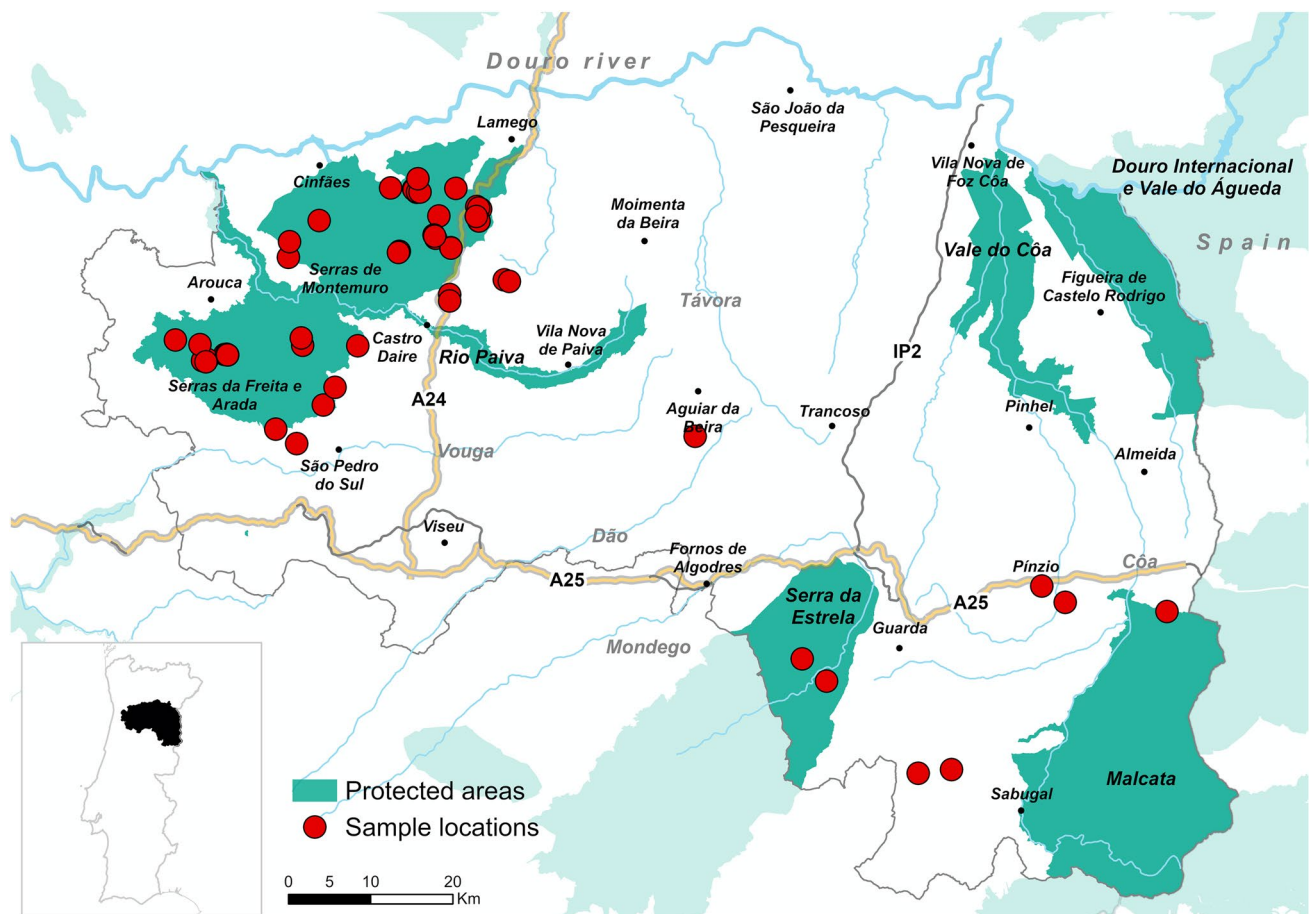 Douro river
São João da
Pesqueira
Lamego
Cinfães
Vila Nova de
Foz Côa
Douro Internacional
e Vale do Águeda
Moimenta
da Beira
Spain
Vale do Côa
Serras de
Montemuro
Arouca
Figueira de
Castelo Rodrigo
Távora
Castro
Daire
Vila Nova
de Paiva
Rio Paiva
IP2
Serras da Freita e
Arada
A24
Aguiar da
Beira
Trancoso
Pinhel
Vouga
São Pedro
do Sul
Almeida
Viseu
Dão
Fornos de
Algodres
Pínzio
Côa
A25
Serra da
Estrela
A25
Guarda
Mondego
Malcata
Sabugal
Protected areas
Sample locations
0 5 10 20
Km